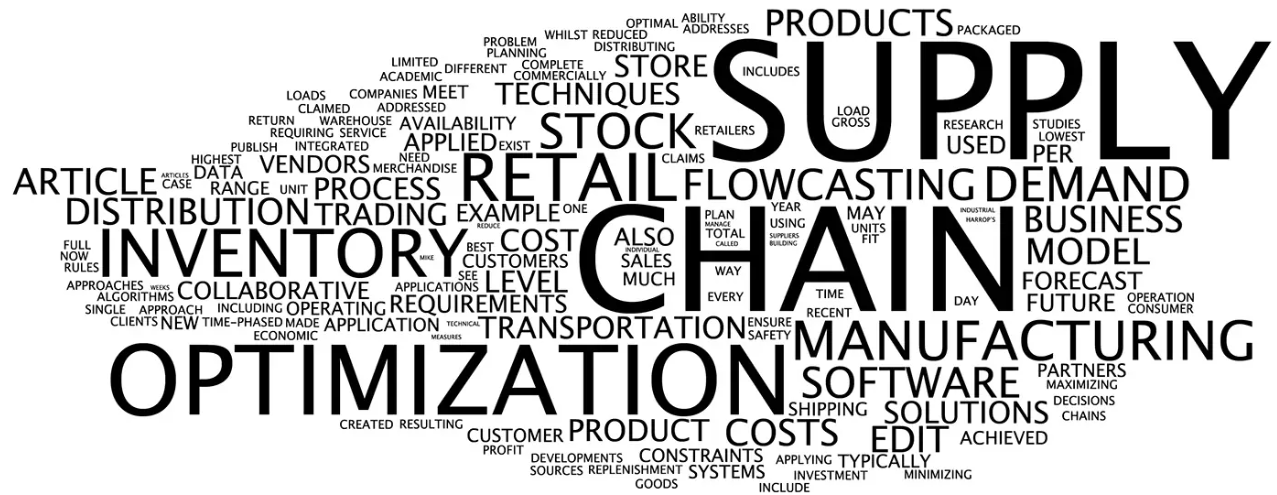 OPTIMAL ABILITY PRODUCTS
WHILST REDUCED ADDRESSES PACKAGED
PROBLEM DISTRIBUTING
PLANNING
LIMITED DIFFERENT COMPLETE STORE INCLUDES SUPPLY
ACADEMIC COMMERCIALLY
LOADS COMPANIES MEET TECHNIQUES
CLAIMED ADDRESSED LOAD
RETURN WAREHOUSE AVAILABILITY STOCK RETAILERS GROSS RESEARCH STUDIES
REQUIRING SERVICE LOWEST
PUBLISH INTEGRATED APPLIED EXIST USED PER
HIGHEST VENDORS NEED RETAIL CLAIMS
ARTICLE ARTICLES DATA MERCHANDISE FLOWCASTING DEMAND
CASE RANGE UNIT PROCESS
DISTRIBUTION TRADING EXAMPLE ONE CHAIN PLAN YEAR MAY INDUSTRIAL BUSINESS
REDUCE MANAGE USING UNITS HARROP'S
FULL INVENTORY BEST COST ALSO TOTAL SUPPLIERS FIT MODEL
NOW MIKE CUSTOMERS INDIVIDUAL CALLED BUILDING
RULES SEE SALES WAY
APPROACHES WEEKS COLLABORATIVE APPLICATIONS LEVEL MUCH FORECAST
ALGORITHMS EVERY TIME DAY FUTURE OPERATION
SINGLE APPROACH INCLUDING OPERATING REQUIREMENTS RECENT CONSUMER
CLIENTS NEW TIME-PHASED MADE APPLICATION TECHNICAL TRANSPORTATION ENSURE MANUFACTURING
ECONOMIC MEASURES SAFETY
OPTIMIZATION SOFTWARE PARTNERS
MAXIMIZING
SHIPPING SOLUTIONS DECISIONS
CHAINS
CREATED RESULTING CUSTOMER PRODUCT COSTS EDIT ACHIEVED
PROFIT DEVELOPMENTS CONSTRAINTS APPLYING TYPICALLY
SOURCES REPLENISHMENT SYSTEMS INVESTMENT MINIMIZING
GOODS INCLUDE